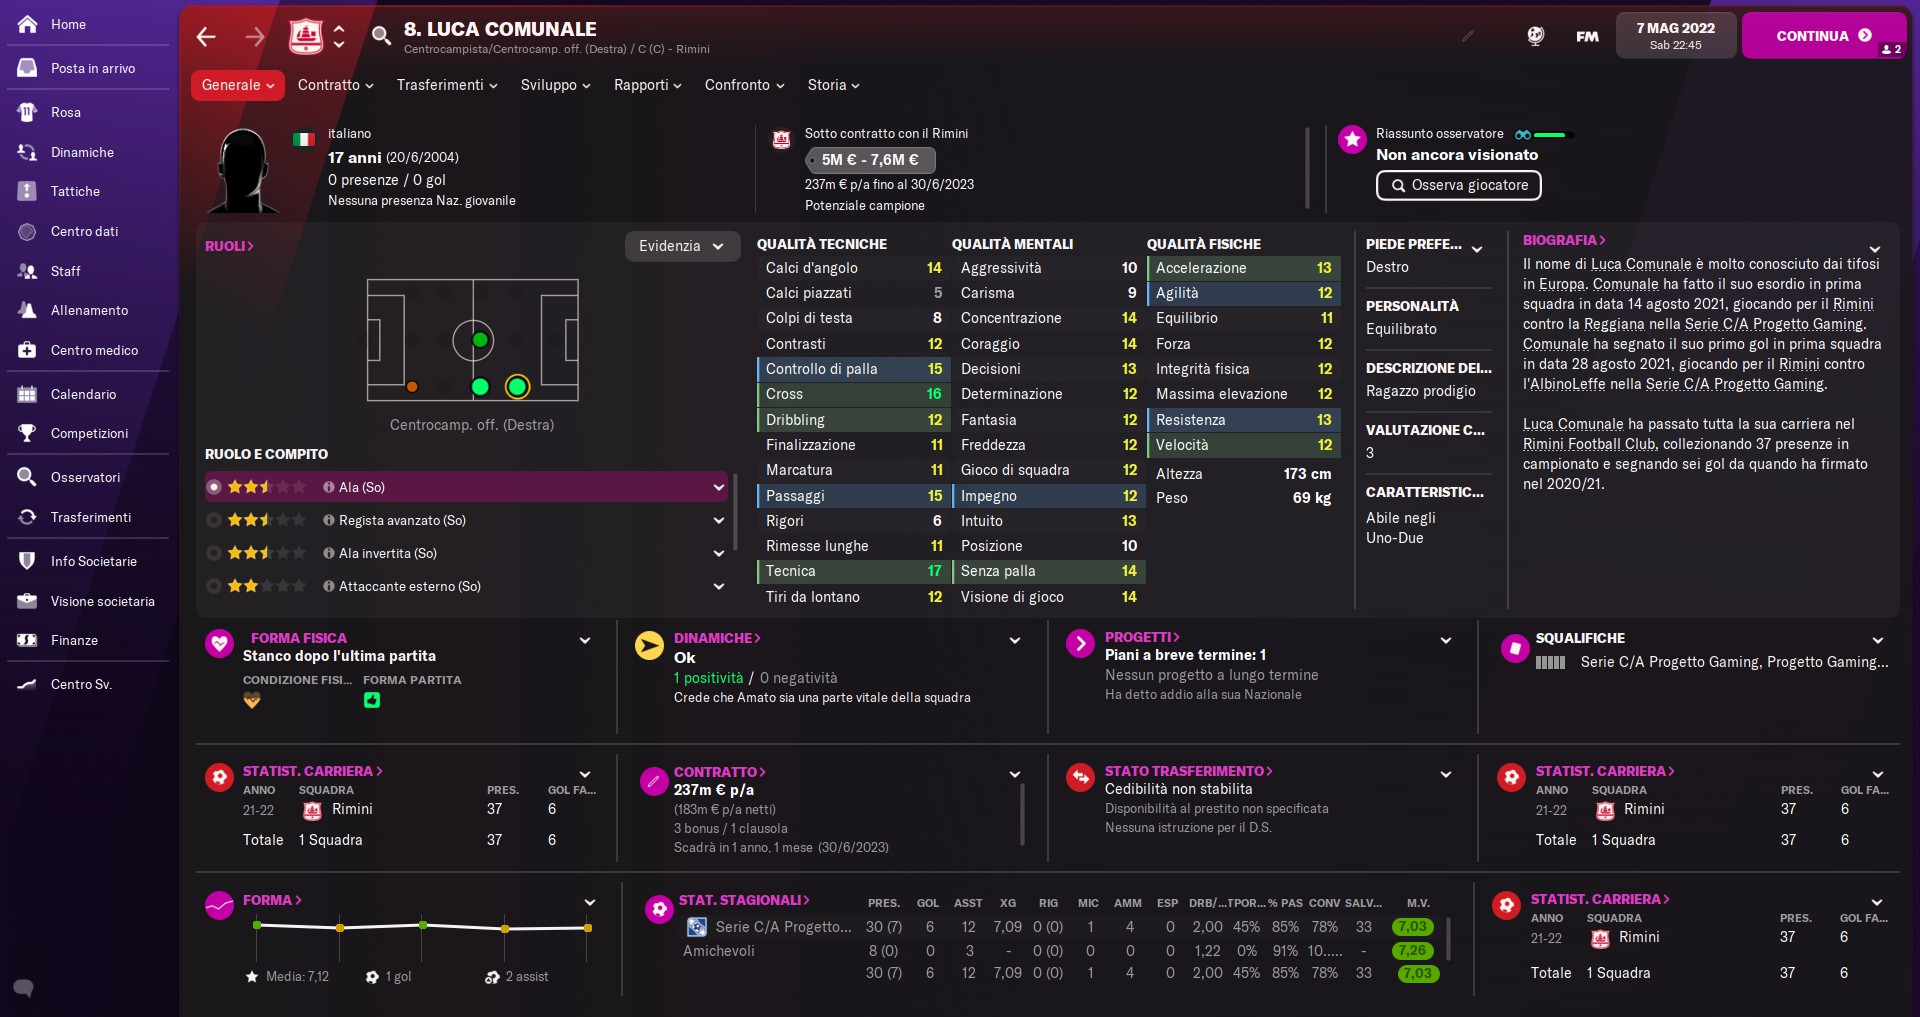 Home
Posta in arrivo
Rosa
Dinamiche
Tattiche
Centro dati
Staff
Allenamento
Centro medico
Calendario
Competizioni
Osservatori
Trasferimenti
Info Societarie
Visione societaria
Finanze
Centro Sv.
8. LUCA COMUNALE
Centrocampista/Centrocamp. off. (Destra) / C (C) - Rimini
FM
7 MAG 2022
Sab 22:45
CONTINUA
2
Generale
Contratto
Trasferimenti
Sviluppo
Rapporti
Confronto
Storia
italiano
17 anni (20/6/2004)
0 presenze / 0 gol
Nessuna presenza Naz. giovanile
Sotto contratto con il Rimini
5M € - 7,6M €
237m € p/a fino al 30/6/2023
Potenziale campione
Riassunto osservatore
Non ancora visionato
Osserva giocatore
RUOLI
Evidenzia
Centrocamp. off. (Destra)
RUOLO E COMPITO
Ala (So)
Regista avanzato (So)
Ala invertita (So)
Attaccante esterno (So)
QUALITÀ TECNICHE
Calci d'angolo 14
Calci piazzati 5
Colpi di testa 8
Contrasti 12
Controllo di palla 15
Cross 16
Dribbling 12
Finalizzazione 11
Marcatura 11
Passaggi 15
Rigori 6
Rimesse lunghe 11
Tecnica 17
Tiri da lontano 12
QUALITÀ MENTALI
Aggressività 10
Carisma 9
Concentrazione 14
Coraggio 14
Decisioni 13
Determinazione 12
Fantasia 12
Freddezza 12
Gioco di squadra 12
Impegno 12
Intuito 13
Posizione 10
Senza palla 14
Visione di gioco 14
QUALITÀ FISICHE
Accelerazione 13
Agilità 12
Equilibrio 11
Forza 12
Integrità fisica 12
Massima elevazione 12
Resistenza 13
Velocità 12
Altezza 173 cm
Peso 69 kg
PIEDE PREFE...
Destro
PERSONALITÀ
Equilibrato
DESCRIZIONE DEI...
Ragazzo prodigio
VALUTAZIONE C...
3
CARATTERISTIC...
Abile negli
Uno-Due
BIOGRAFIA
Il nome di Luca Comunale è molto conosciuto dai tifosi
in Europa. Comunale ha fatto il suo esordio in prima
squadra in data 14 agosto 2021, giocando per il Rimini
contro la Reggiana nella Serie C/A Progetto Gaming.
Comunale ha segnato il suo primo gol in prima squadra
in data 28 agosto 2021, giocando per il Rimini contro
l'AlbinoLeffe nella Serie C/A Progetto Gaming.
Luca Comunale ha passato tutta la sua carriera nel
Rimini Football Club, collezionando 37 presenze in
campionato e segnando sei gol da quando ha firmato
nel 2020/21.
FORMA FISICA
Stanco dopo l'ultima partita
CONDIZIONE FISI... FORMA PARTITA
DINAMICHE
Ok
1 positività / 0 negatività
Crede che Amato sia una parte vitale della squadra
PROGETTI
Piani a breve termine: 1
Nessun progetto a lungo termine
Ha detto addio alla sua Nazionale
SQUALIFICHE
Serie C/A Progetto Gaming, Progetto Gaming...
STATIST. CARRIERA
ANNO SQUADRA PRES. GOL FA...
21-22 Rimini 37 6
Totale 1 Squadra 37 6
CONTRATTO
237m € p/a
(183m € p/a netti)
3 bonus / 1 clausola
Scadrà in 1 anno, 1 mese (30/6/2023)
STATO TRASFERIMENTO
Cedibilità non stabilita
Disponibilità al prestito non specificata
Nessuna istruzione per il D.S.
STATIST. CARRIERA
ANNO SQUADRA PRES. GOL FA...
21-22 Rimini 37 6
Totale 1 Squadra 37 6
FORMA
Media: 7,12 1 gol 2 assist
STAT. STAGIONALI PRES. GOL ASST XG RIG MIC AMM ESP DRB/... TPOR... % PAS CONV SALV... M.V.
Serie C/A Progetto... 30 (7) 6 12 7,09 0 (0) 1 4 0 2,00 45% 85% 78% 33 7,03
Amichevoli 8 (0) 0 3 - 0 (0) 0 0 0 1,22 0% 91% 10..... - 7,26
30 (7) 6 12 7,09 0 (0) 1 4 0 2,00 45% 85% 78% 33 7,03
STATIST. CARRIERA
ANNO SQUADRA PRES. GOL FA...
21-22 Rimini 37 6
Totale 1 Squadra 37 6